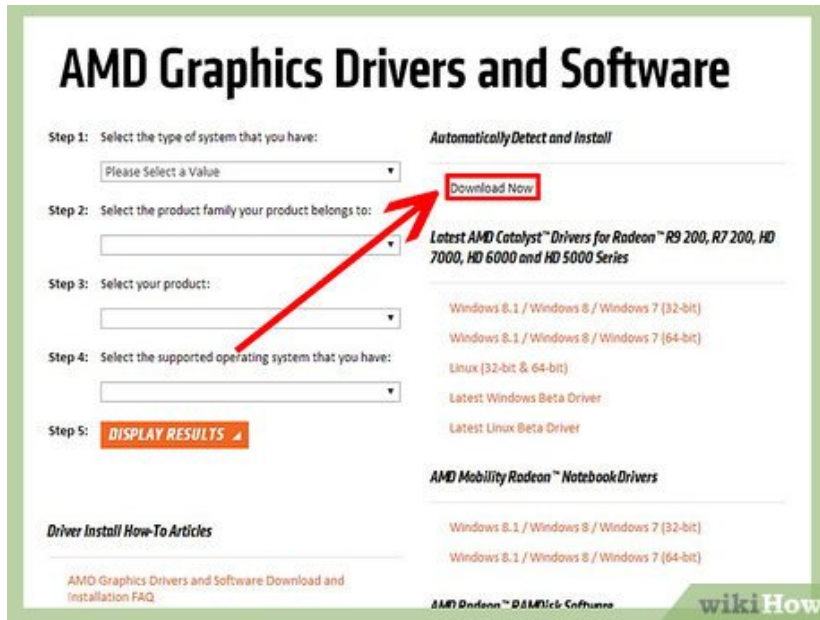 AMD Graphics Drivers and Software
Step 1: Select the type of system that you have:
Please Select a Value
Step 2: Select the product family your product belongs to:
Step 3: Select your product:
Step 4: Select the supported operating system that you have:
Step 5: DISPLAY RESULTS
Driver Install How-To Articles
AMD Graphics Drivers and Software Download and
Installation FAQ
Automatically Detect and Install
Download Now
Latest AMD Catalyst™ Drivers for Radeon™ R9 200, R7 200, HD
7000, HD 6000 and HD 5000 Series
Windows 8.1 / Windows 8 / Windows 7 (32-bit)
Windows 8.1 / Windows 8 / Windows 7 (64-bit)
Linux (32-bit & 64-bit)
Latest Windows Beta Driver
Latest Linux Beta Driver
AMD Mobility Radeon™ Notebook Drivers
Windows 8.1 / Windows 8 / Windows 7 (32-bit)
Windows 8.1 / Windows 8 / Windows 7 (64-bit)
AMD Radeon™ RAMDisk Software
wikiHow